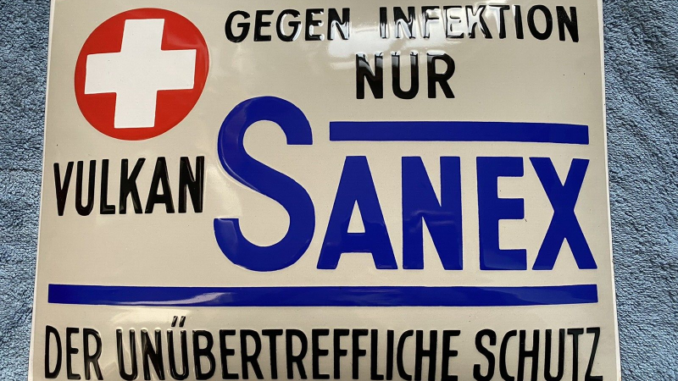 GEGEN INFEKTION
NUR
VULKAN SANEX
DER UNÜBERTREFFLICHE SCHUTZ